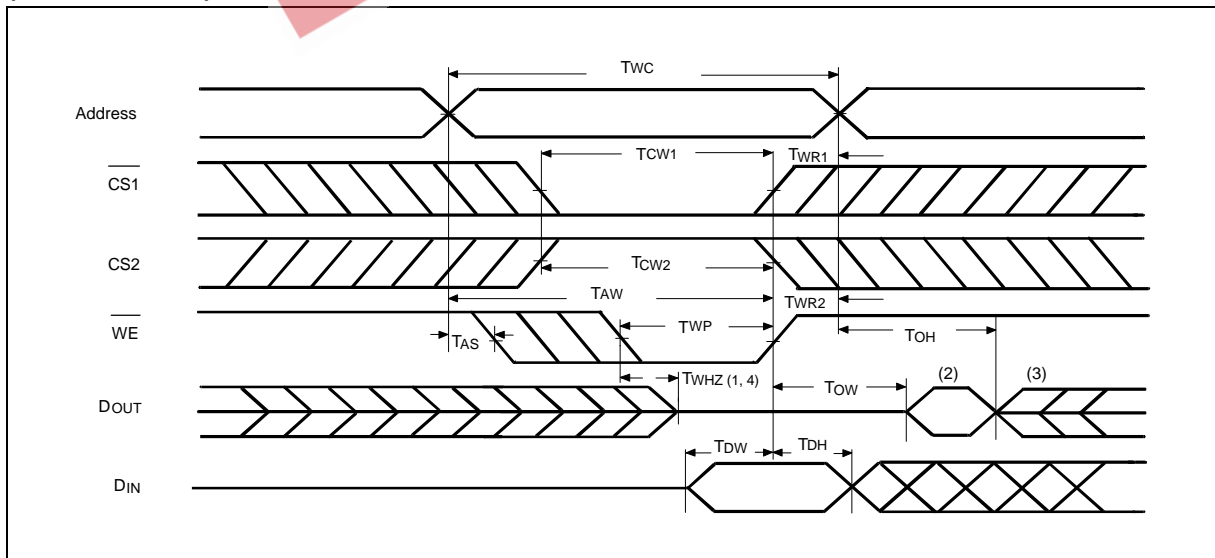 TWC
Address
TCW1
TWR1
CS1
CS2
TCW2
TAW
TWR2
WE
TWP
TAS
TOH
TWHZ (1, 4)
TOW
(2)
(3)
DOUT
TDW
TDH
DIN